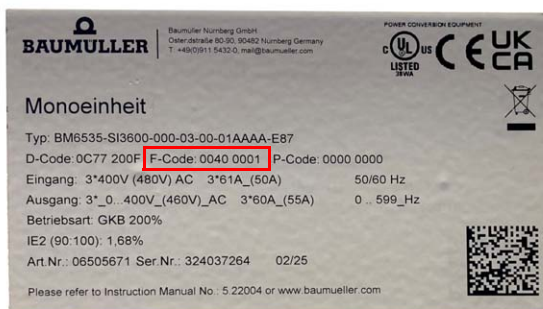 BAUMÜLLER
Baumüller Nürnberg GmbH
Ostendstraße 80-90, 90482 Nürnberg Germany
T: +49(0)911 5432-0, mail@baumueller.com
POWER CONVERSION EQUIPMENT
C UL US
LISTED
38WA
CE
UK
CA
Monoeinheit
Typ: BM6535-SI3600-000-03-00-01AAAA-E87
D-Code: 0C77 200F F-Code: 0040 0001 P-Code: 0000 0000
Eingang: 3*400V (480V) AC 3*61A_(50A) 50/60 Hz
Ausgang: 3*_0...400V_(460V)_AC 3*60A_(55A) 0 .. 599_Hz
Betriebsart: GKB 200%
IE2 (90:100): 1,68%
Art.Nr.: 06505671 Ser.Nr.: 324037264 02/25
Please refer to Instruction Manual No.: 5.22004 or www.baumueller.com